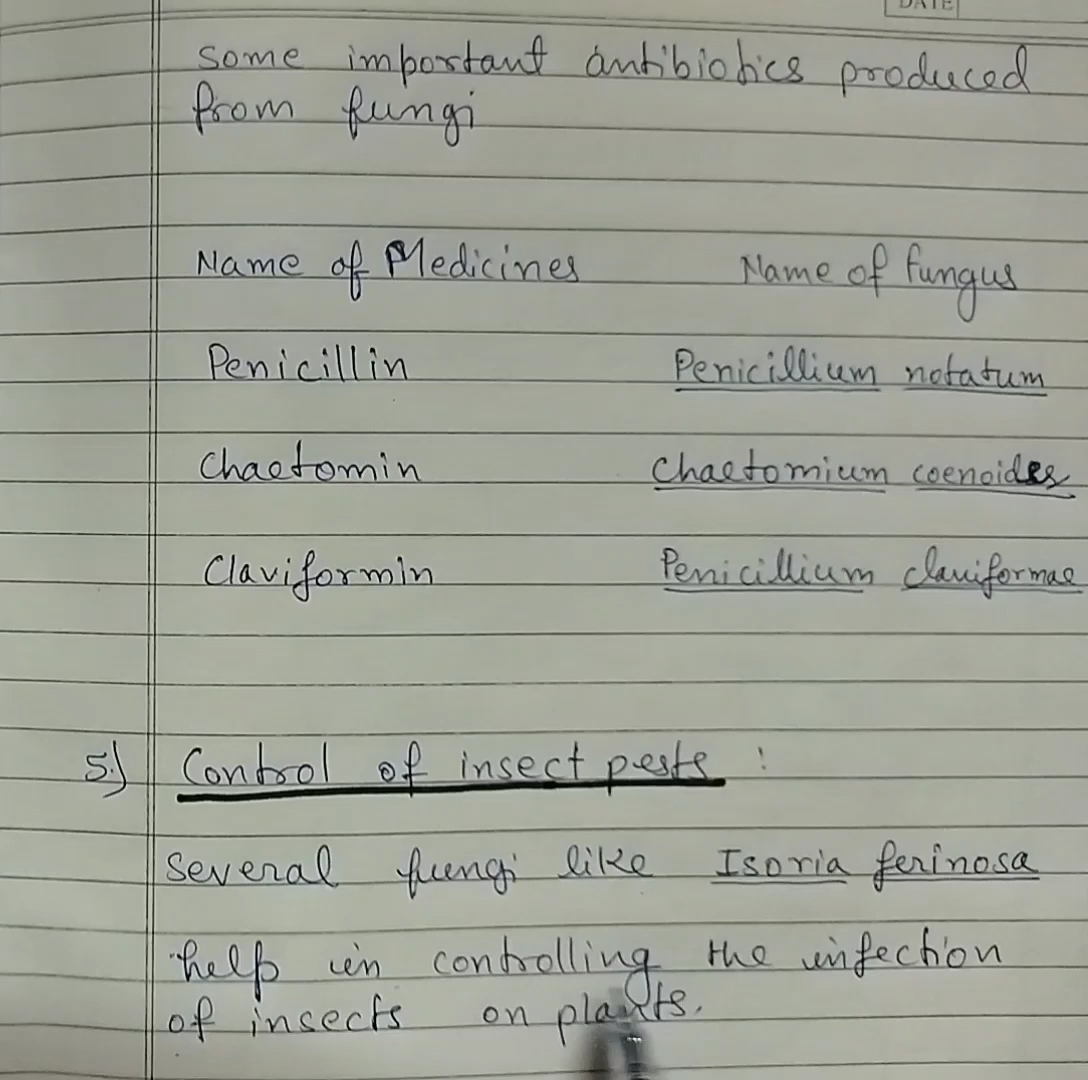 DATE
Some important antibiotics produced
from fungi
Name of Medicines Name of fungus
Penicillin Penicillium notatum
Chaetomin Chaetomium coenoides
Claviformin Penicillium claviformae
5.) Control of insect pests :
Several fungi like Isoria ferinosa
help in controlling the infection
of insects on plants.